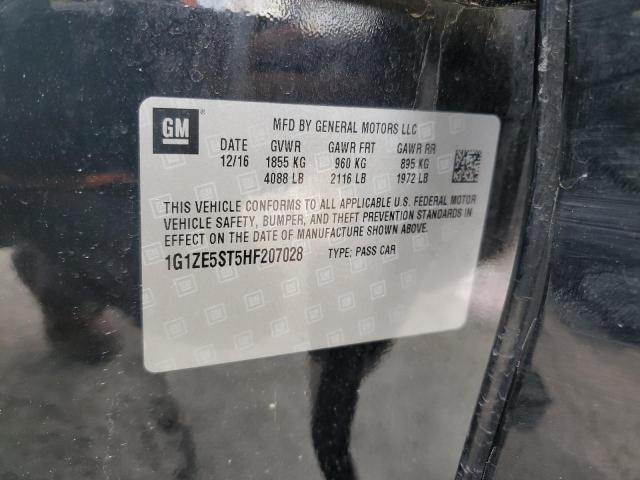 GM
MFD BY GENERAL MOTORS LLC
DATE GVWR GAWR FRT GAWR RR
12/16 1855 KG 960 KG 895 KG
4088 LB 2116 LB 1972 LB
THIS VEHICLE CONFORMS TO ALL APPLICABLE U.S. FEDERAL MOTOR
VEHICLE SAFETY, BUMPER, AND THEFT PREVENTION STANDARDS IN
EFFECT ON THE DATE OF MANUFACTURE SHOWN ABOVE.
1G1ZE5ST5HF207028 TYPE: PASS CAR